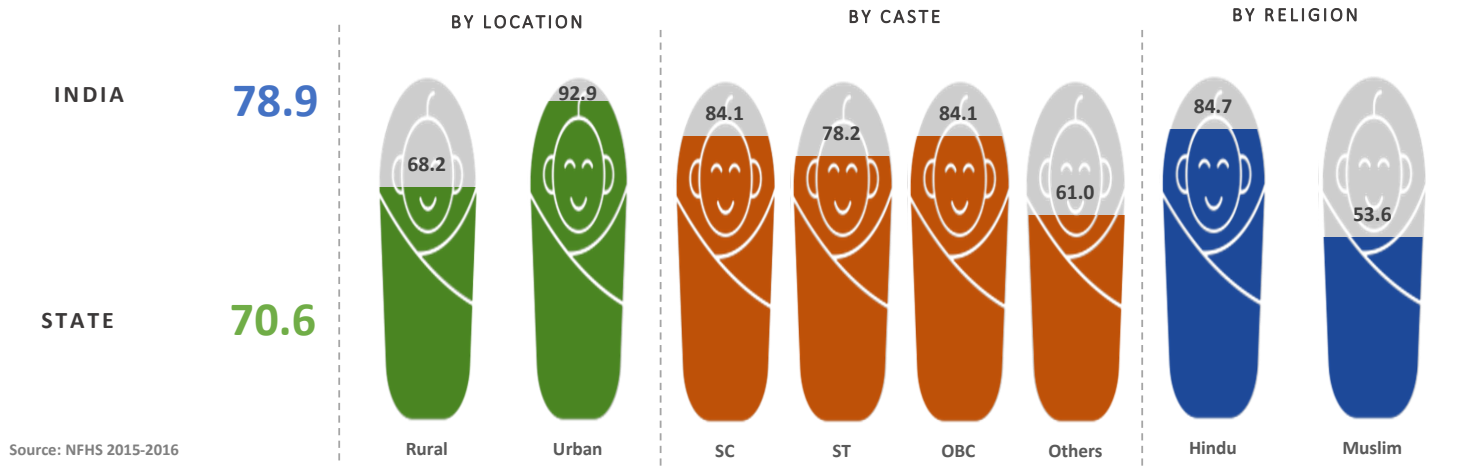 INDIA
78.9
STATE
70.6
Source: NFHS 2015-2016
BY LOCATION
68.2
92.9
Rural
Urban
BY CASTE
84.1
78.2
84.1
61.0
SC
ST
OBC
Others
BY RELIGION
84.7
53.6
Hindu
Muslim